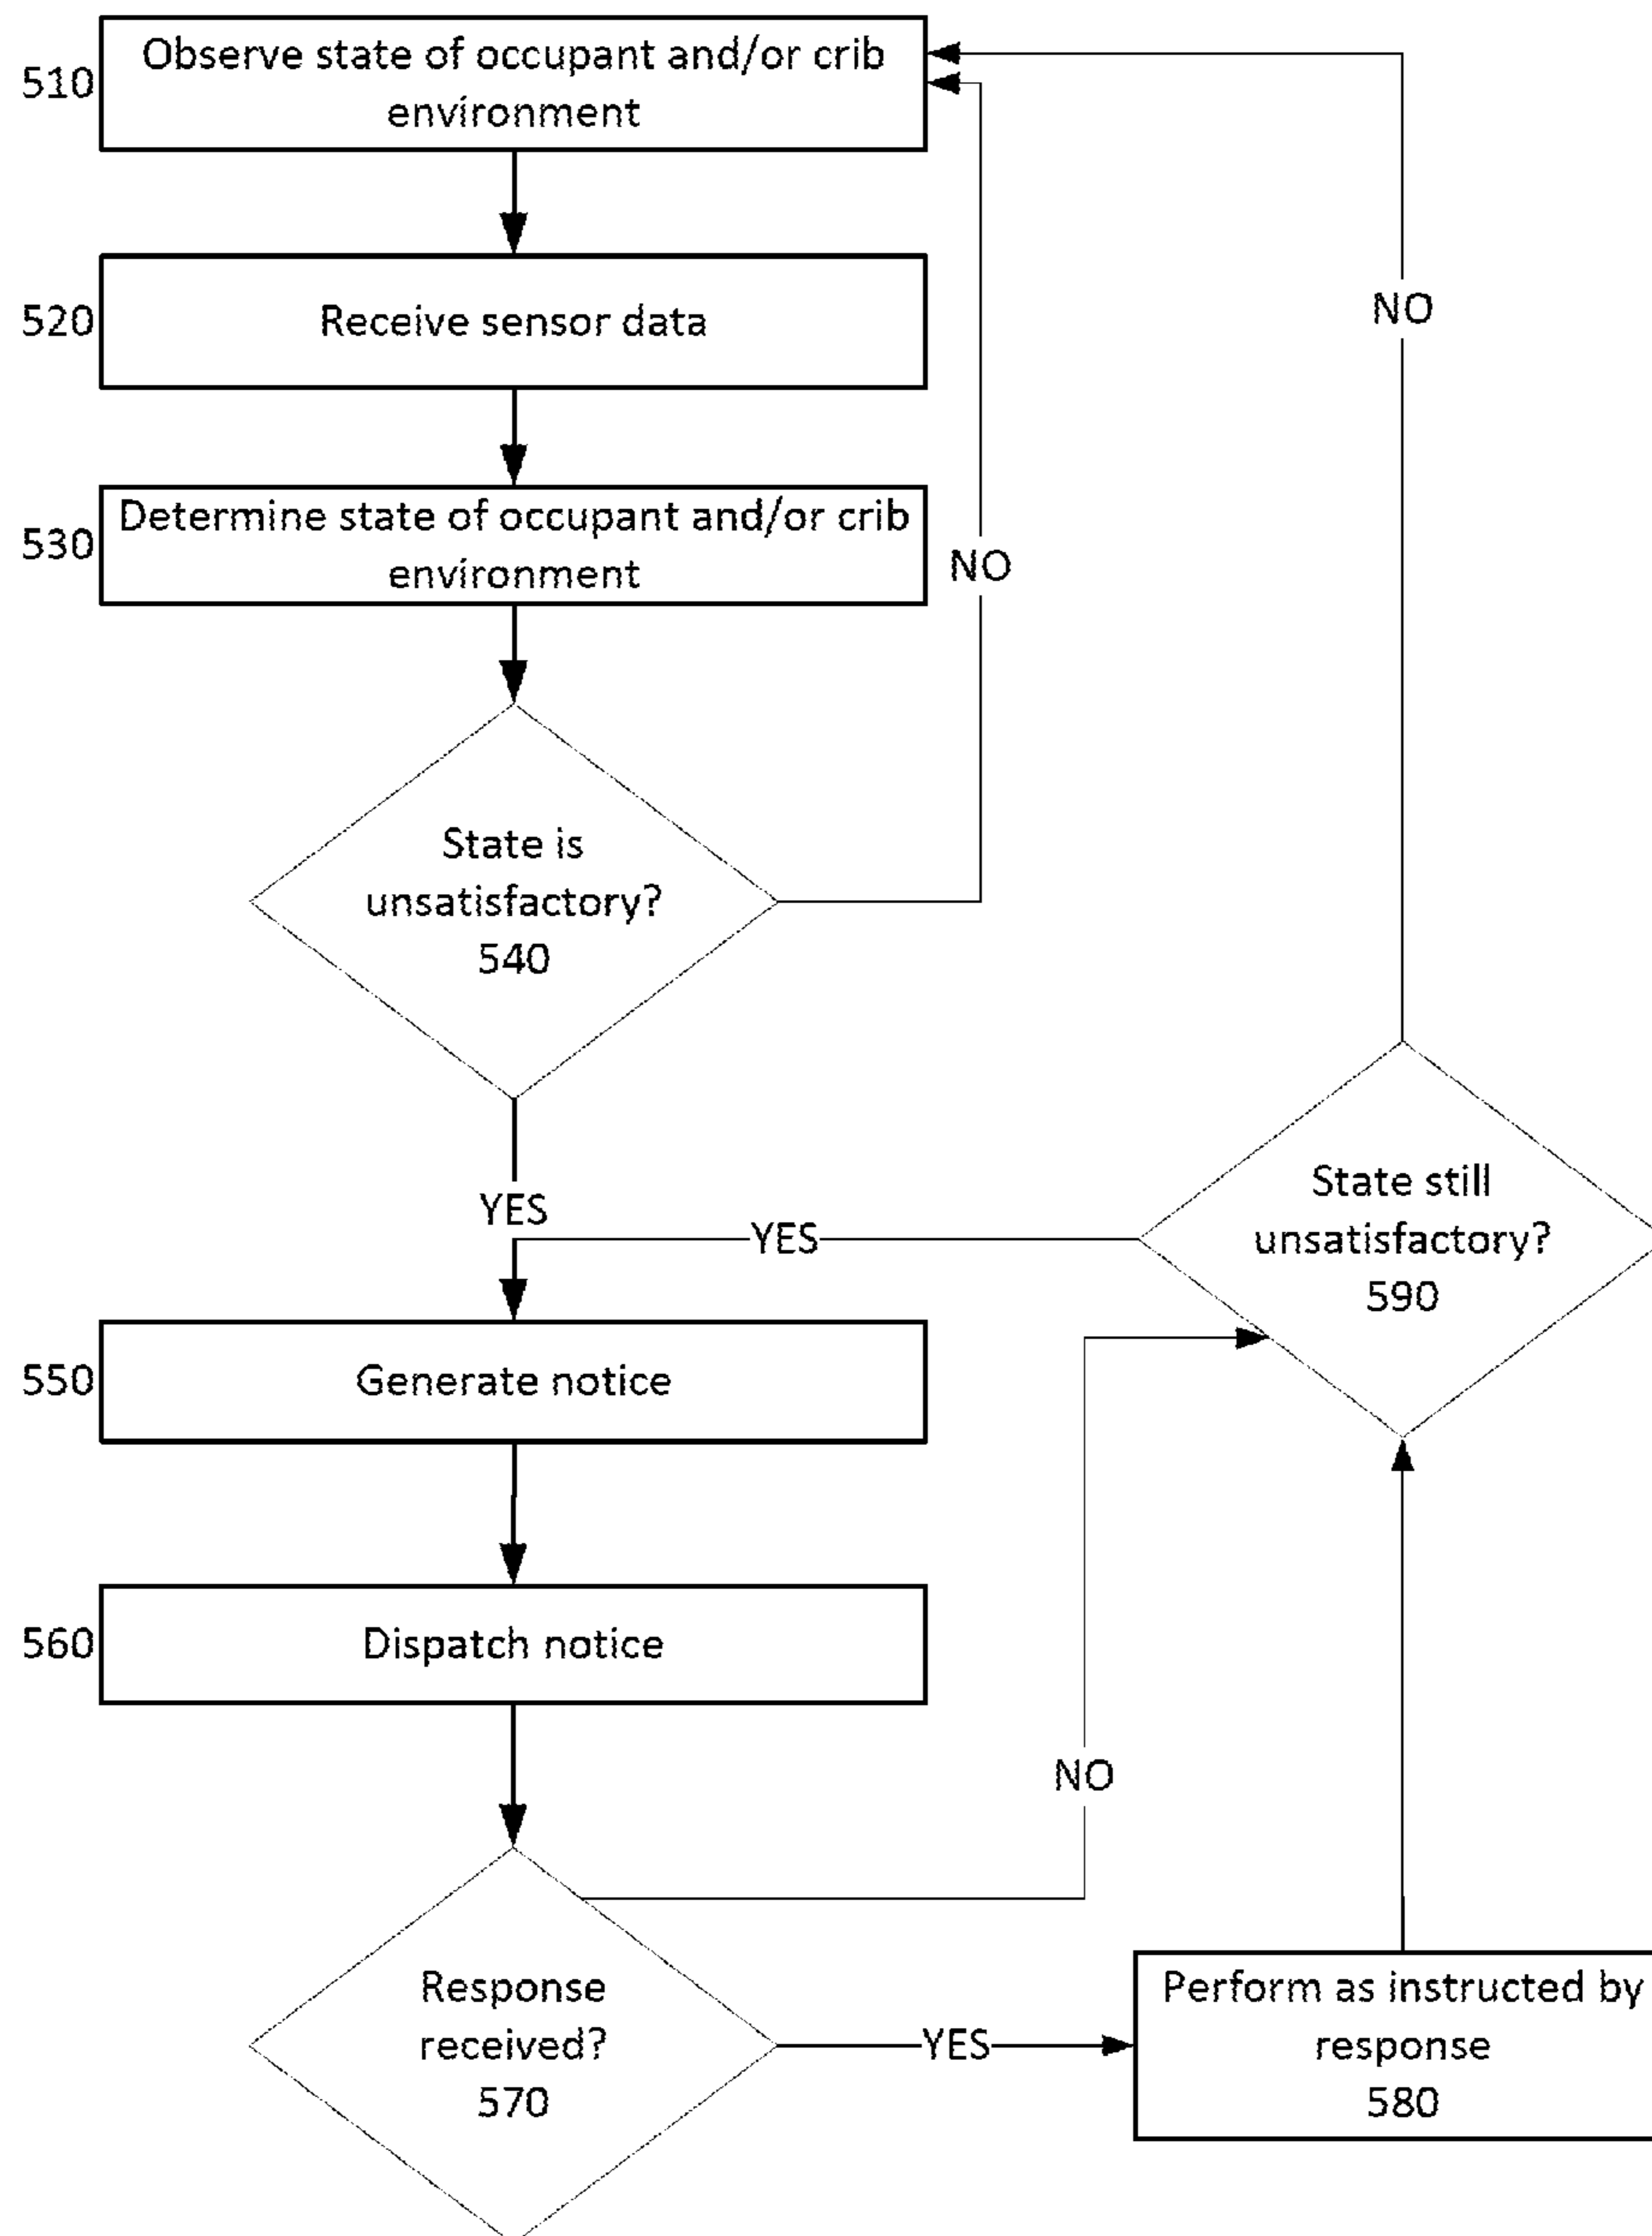 510
Observe state of occupant and/or crib
environment
520
Receive sensor data
NO
530
Determine state of occupant and/or crib
environment
NO
State is
unsatisfactory?
540
YES
YES
State still
unsatisfactory?
590
550
Generate notice
560
Dispatch notice
NO
Response
received?
570
YES
Perform as instructed by
response
580